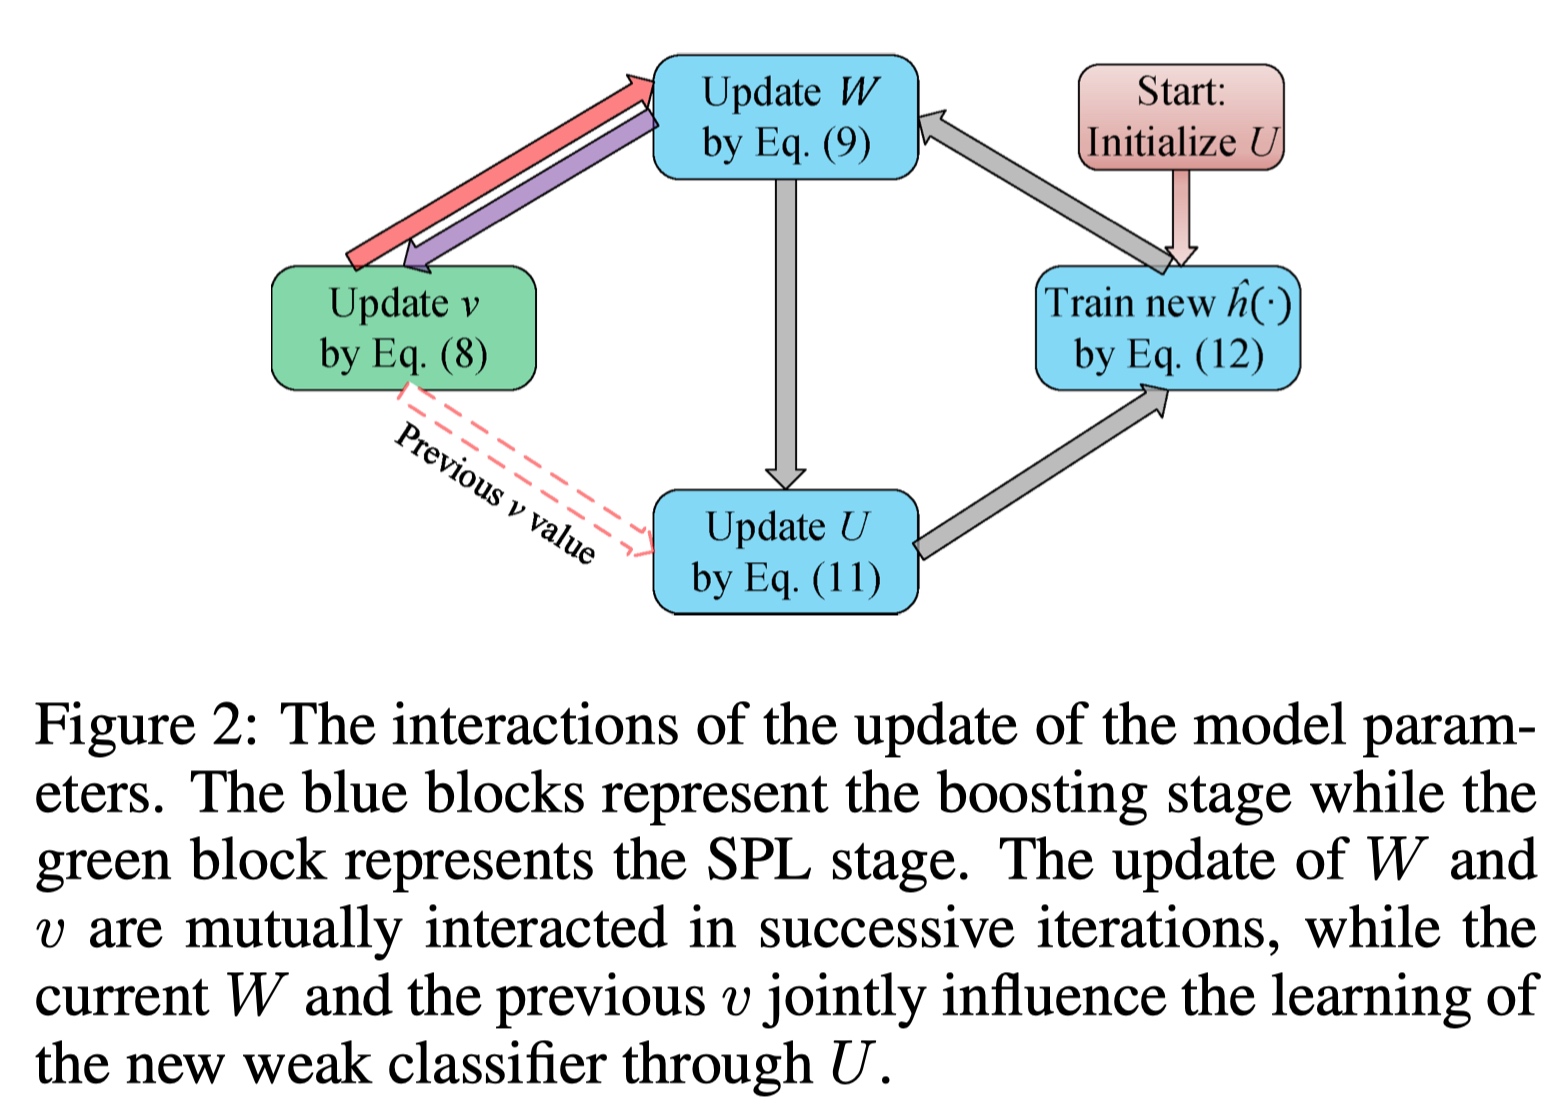 Update W
by Eq. (9)
Start:
Initialize U
Update v
by Eq. (8)
Train new ĥ(·)
by Eq. (12)
Previous v value
Update U
by Eq. (11)
Figure 2: The interactions of the update of the model param-
eters. The blue blocks represent the boosting stage while the
green block represents the SPL stage. The update of W and
v are mutually interacted in successive iterations, while the
current W and the previous v jointly influence the learning of
the new weak classifier through U.